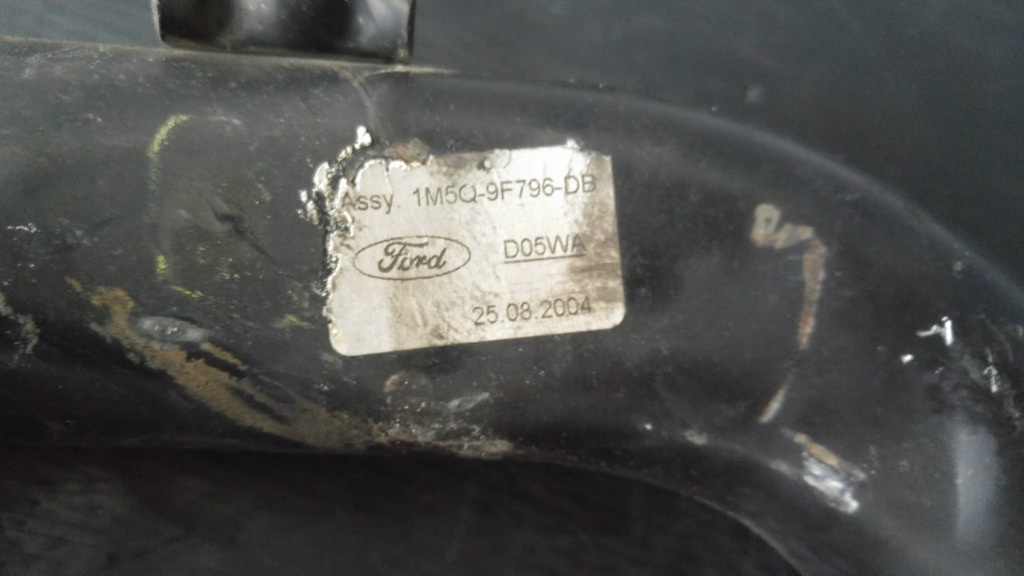 Assy. 1M5Q-9F796-DB
Ford
D05WA
25.08.2004